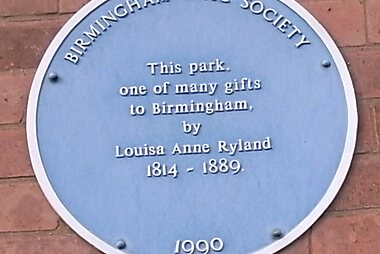 BIRMINGHAM SOCIETY
This park,
one of many gifts
to Birmingham,
by
Louisa Anne Ryland
1814 - 1889.
1990